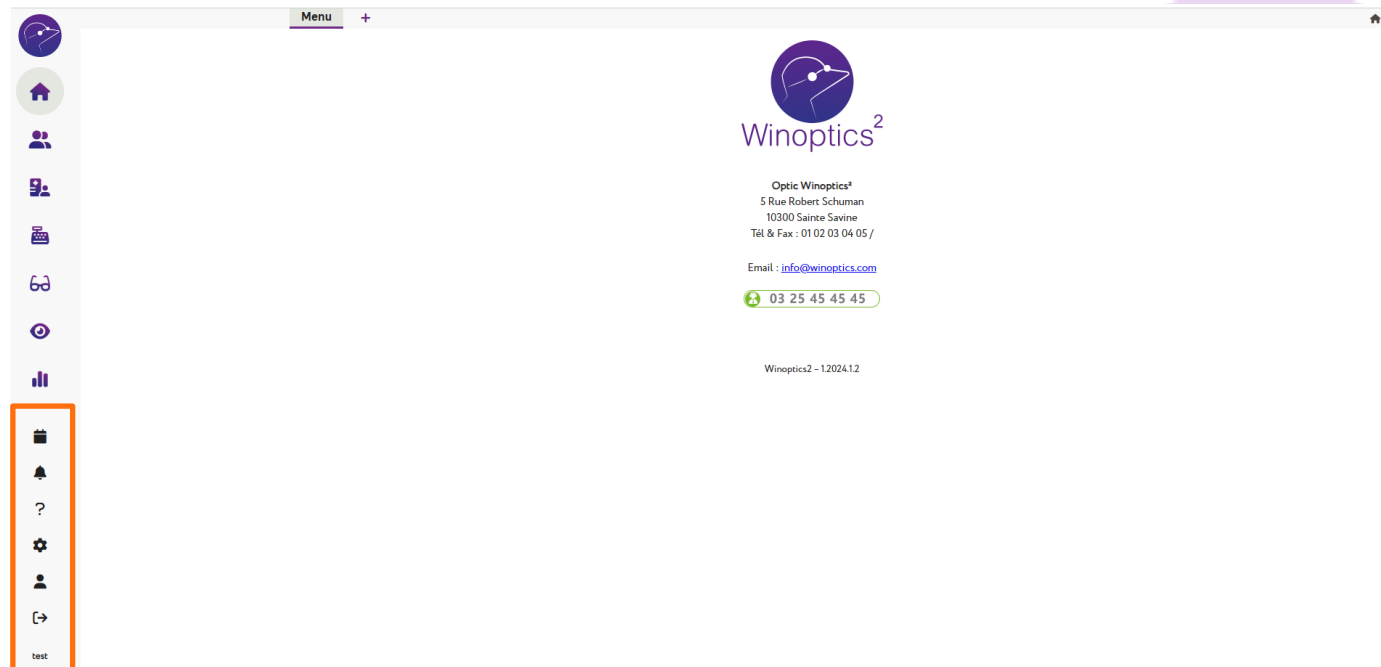 Menu +
Winoptics²
Optic Winoptics²
5 Rue Robert Schuman
10300 Sainte Savine
Tél & Fax : 01 02 03 04 05 /
Email : info@winoptics.com
03 25 45 45 45
Winoptics2 – 1.2024.1.2
?
test